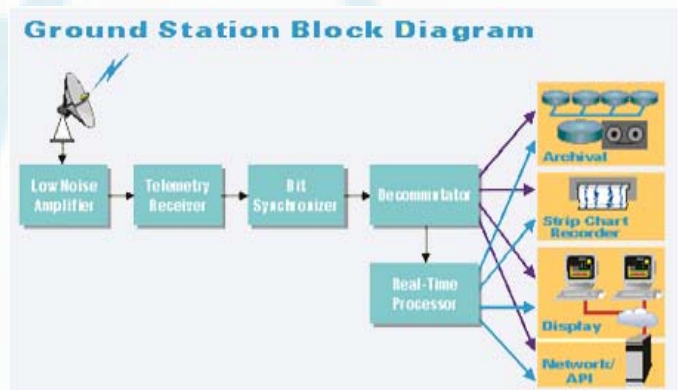 Ground Station Block Diagram
Low Noise
Amplifier
Telemetry
Receiver
Bit
Synchronizer
Decommutator
Real-Time
Processor
Archival
Strip Chart
Recorder
Display
Network/
API